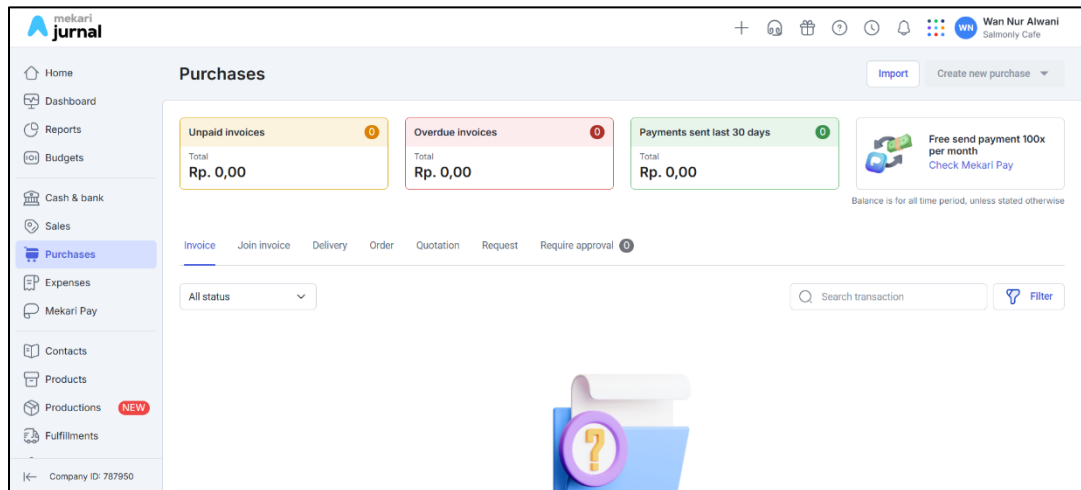 mekari
jurnal
WN
Wan Nur Alwani
Salmonly Cafe
Home
Dashboard
Reports
Budgets
Cash & bank
Sales
Purchases
Expenses
Mekari Pay
Contacts
Products
Productions NEW
Fulfillments
Company ID: 787950
Purchases
Import
Create new purchase
Unpaid invoices 0
Total
Rp. 0,00
Overdue invoices 0
Total
Rp. 0,00
Payments sent last 30 days 0
Total
Rp. 0,00
Free send payment 100x
per month
Check Mekari Pay
Balance is for all time period, unless stated otherwise
Invoice Join invoice Delivery Order Quotation Request Require approval 0
All status
Search transaction
Filter